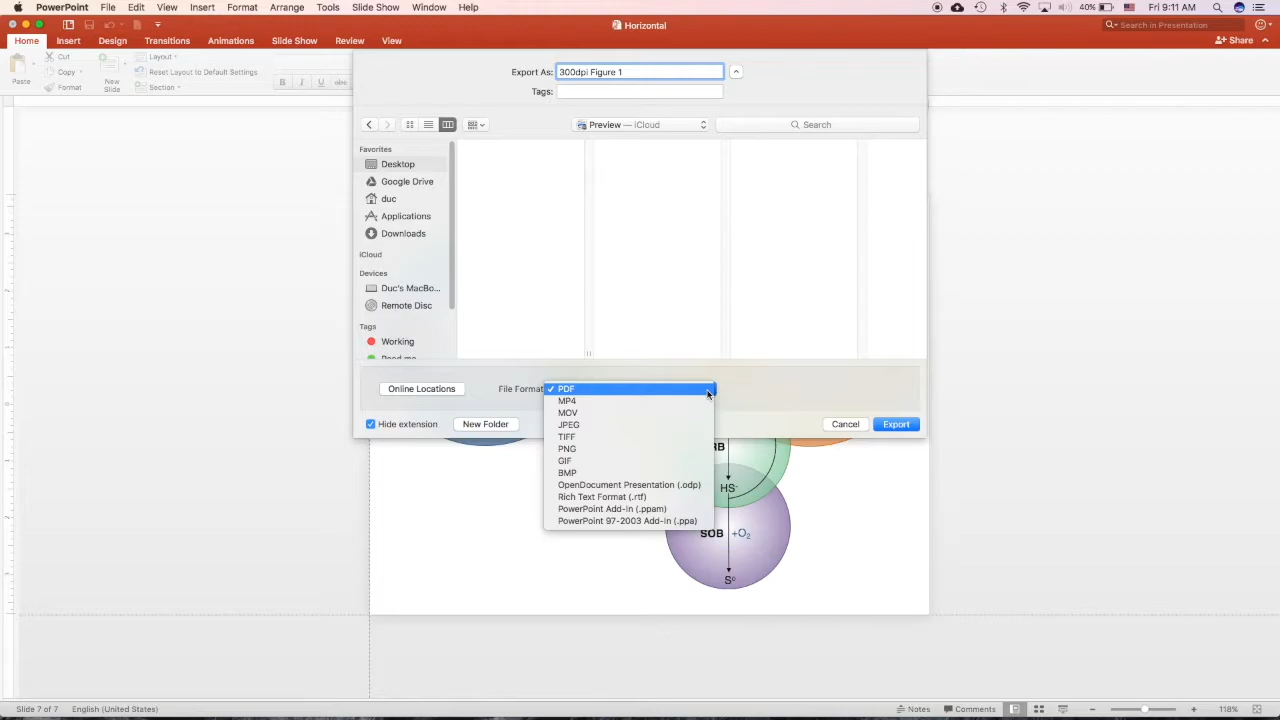 PowerPoint File Edit View Insert Format Arrange Tools Slide Show Window Help 40% Fri 9:11 AM
Horizontal
Search in Presentation
Home Insert Design Transitions Animations Slide Show Review View
Share
Paste
Cut
Copy
Format
New
Slide
Layout
Reset Layout to Default Settings
Section
B I U abc
Export As: 300dpi Figure 1
Tags:
Preview — iCloud
Search
Favorites
Desktop
Google Drive
duc
Applications
Downloads
iCloud
Devices
Duc's MacBo...
Remote Disc
Tags
Working
Read me
Online Locations
File Format
PDF
MP4
MOV
JPEG
TIFF
PNG
GIF
BMP
OpenDocument Presentation (.odp)
Rich Text Format (.rtf)
PowerPoint Add-In (.ppam)
PowerPoint 97-2003 Add-In (.ppa)
Hide extension
New Folder
Cancel
Export
RB
HS⁻
SOB +O₂
S⁰
Slide 7 of 7 English (United States)
Notes Comments 118%